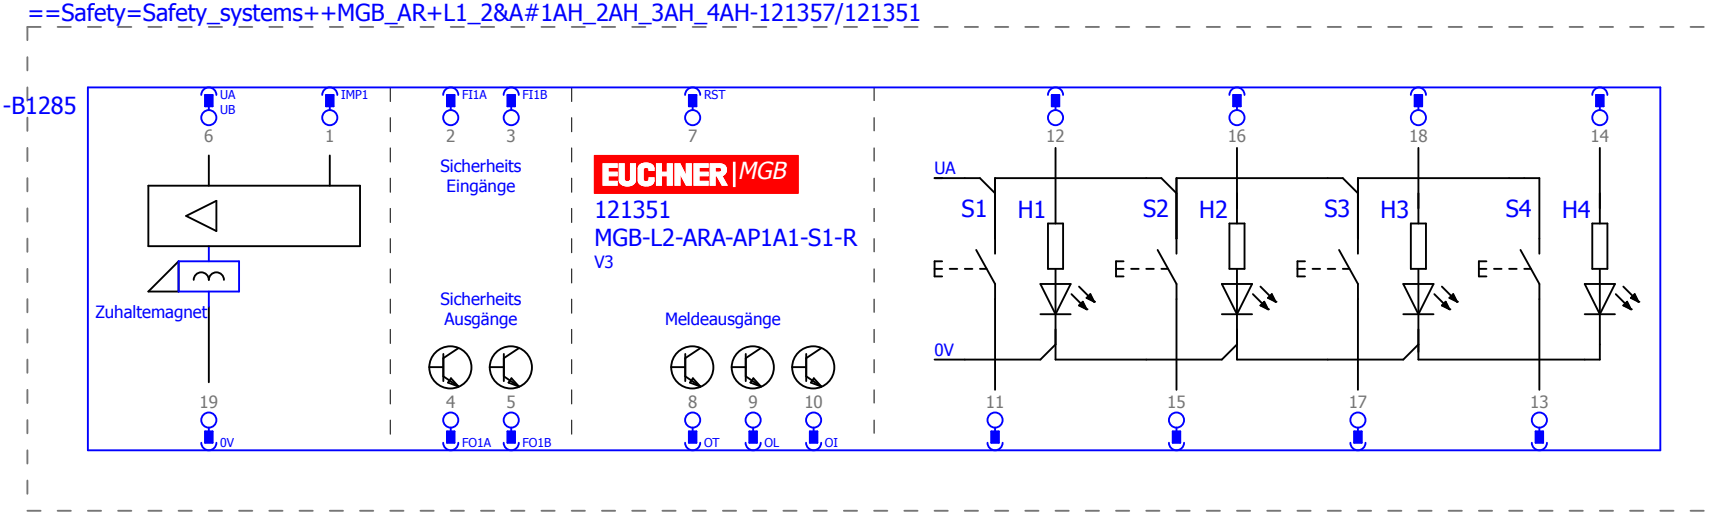 ==Safety=Safety_systems++MGB_AR+L1_2&A#1AH_2AH_3AH_4AH-121357/121351
-B1285
UA
UB
IMP1
FI1A
FI1B
RST
6
1
2
3
7
12
16
18
14
Sicherheits
Eingänge
EUCHNER|MGB
121351
MGB-L2-ARA-AP1A1-S1-R
V3
UA
S1
H1
S2
H2
S3
H3
S4
H4
E
E
E
E
Zuhaltemagnet
Sicherheits
Ausgänge
Meldeausgänge
0V
19
4
5
8
9
10
11
15
17
13
0V
FO1A
FO1B
OT
OL
OI